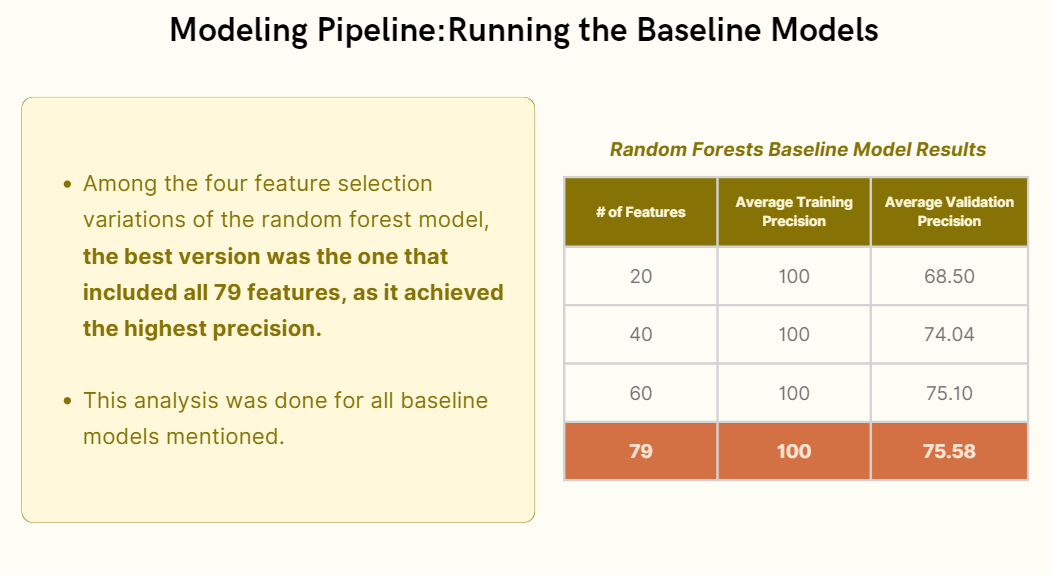 Modeling Pipeline:Running the Baseline Models
• Among the four feature selection
variations of the random forest model,
the best version was the one that
included all 79 features, as it achieved
the highest precision.
• This analysis was done for all baseline
models mentioned.
Random Forests Baseline Model Results
# of Features Average Training Precision Average Validation Precision
20 100 68.50
40 100 74.04
60 100 75.10
79 100 75.58